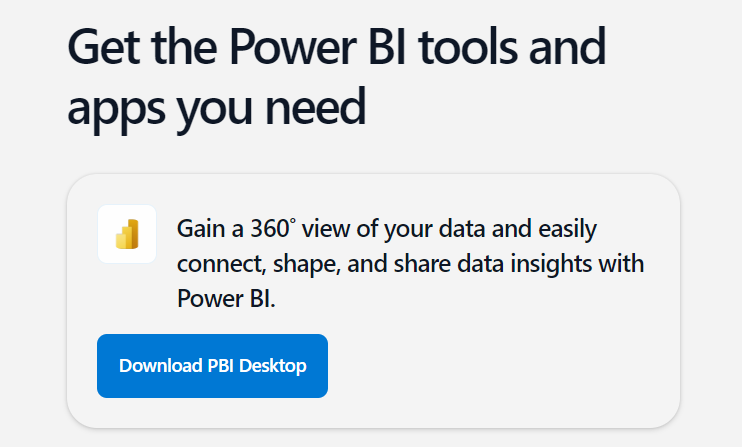 Get the Power BI tools and
apps you need
Gain a 360° view of your data and easily
connect, shape, and share data insights with
Power BI.
Download PBI Desktop